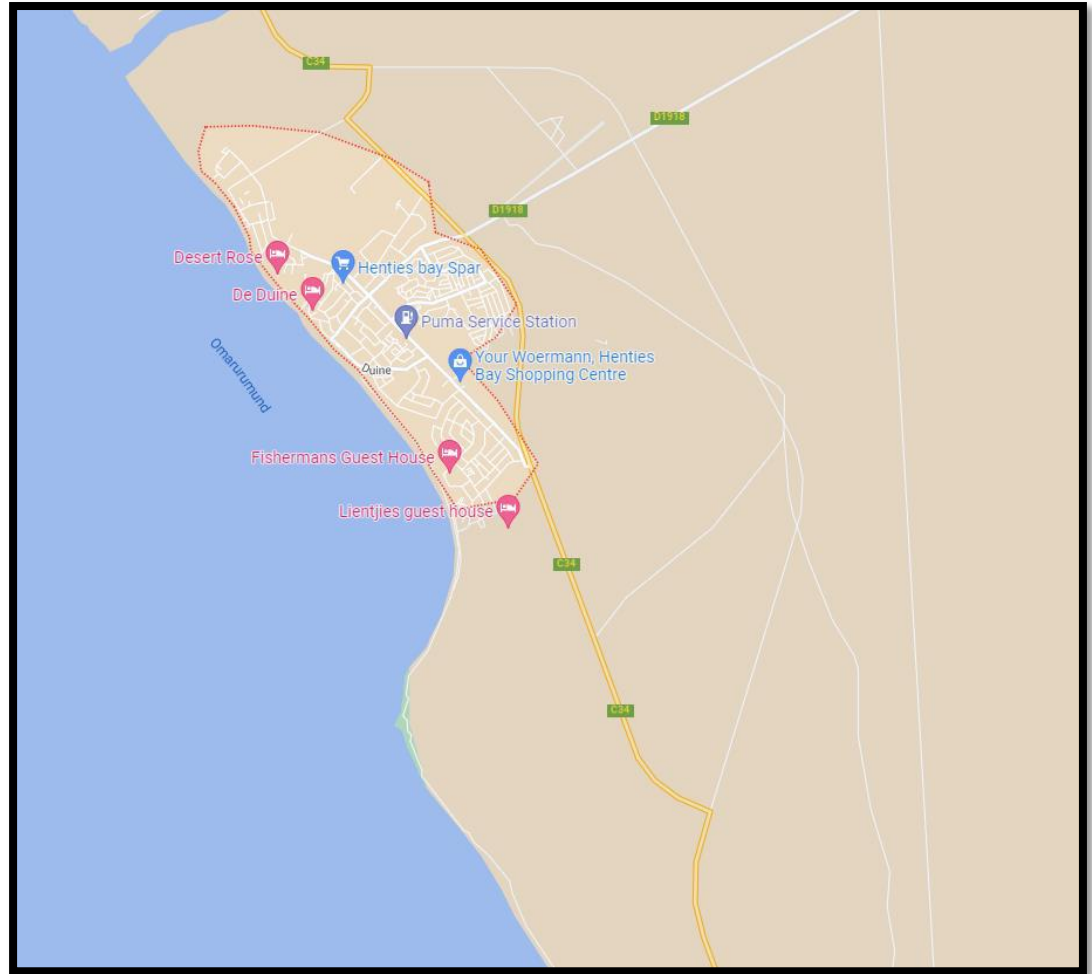 C34
D1918
D1918
Desert Rose
Henties bay Spar
De Duine
Puma Service Station
Omarurumund
Your Woermann, Henties
Bay Shopping Centre
Duine
Fishermans Guest House
Lientjies guest house
C34
C34